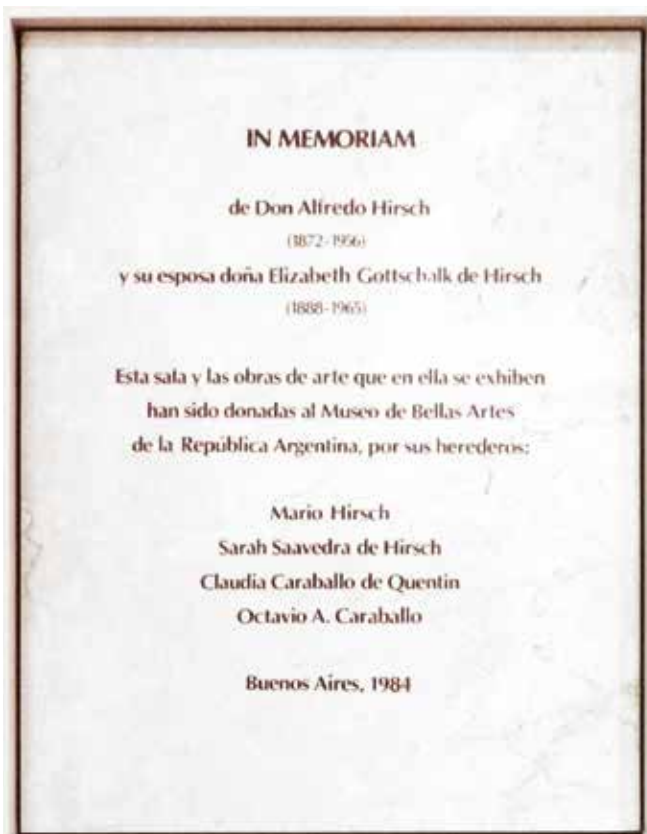 IN MEMORIAM
de Don Alfredo Hirsch
(1872-1956)
y su esposa doña Elizabeth Gottschalk de Hirsch
(1888-1965)
Esta sala y las obras de arte que en ella se exhiben
han sido donadas al Museo de Bellas Artes
de la República Argentina, por sus herederos:
Mario Hirsch
Sarah Saavedra de Hirsch
Claudia Caraballo de Quentin
Octavio A. Caraballo
Buenos Aires, 1984